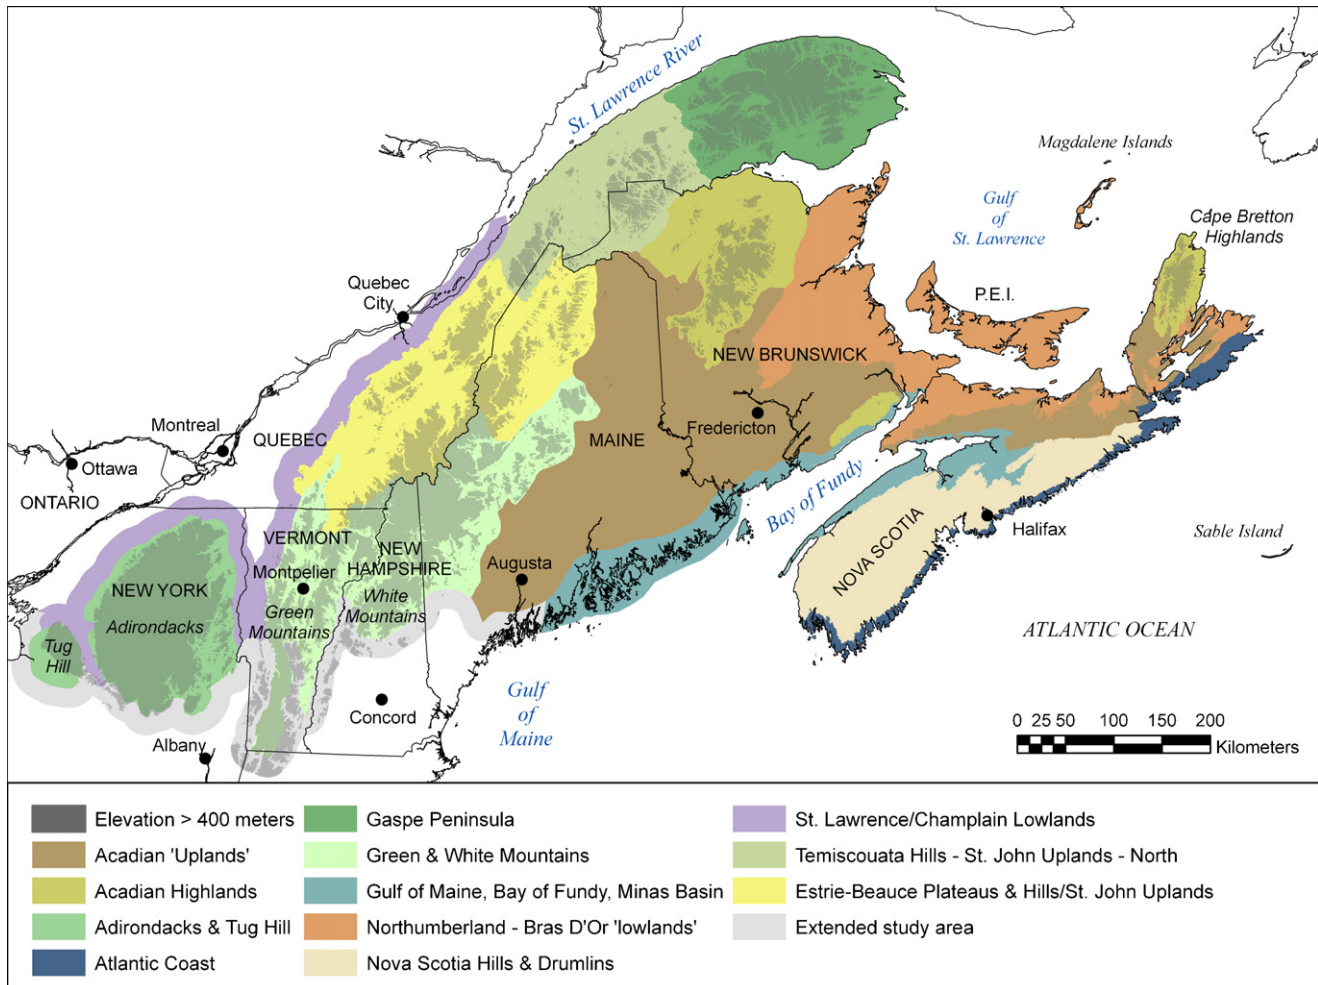 St. Lawrence River
Magdalene Islands
Gulf
of
St. Lawrence
Cape Bretton
Highlands
Quebec
City
P.E.I.
NEW BRUNSWICK
Montreal
QUEBEC
MAINE
Fredericton
Ottawa
ONTARIO
Bay of Fundy
Halifax
Sable Island
VERMONT
NEW
HAMPSHIRE
Augusta
NOVA SCOTIA
NEW YORK
Montpelier
White
Mountains
Adirondacks
Green
Mountains
ATLANTIC OCEAN
Tug
Hill
Gulf
of
Maine
Concord
Albany
0 25 50 100 150 200
Kilometers
Elevation > 400 meters
Acadian 'Uplands'
Acadian Highlands
Adirondacks & Tug Hill
Atlantic Coast
Gaspe Peninsula
Green & White Mountains
Gulf of Maine, Bay of Fundy, Minas Basin
Northumberland - Bras D'Or 'lowlands'
Nova Scotia Hills & Drumlins
St. Lawrence/Champlain Lowlands
Temiscouata Hills - St. John Uplands - North
Estrie-Beauce Plateaus & Hills/St. John Uplands
Extended study area